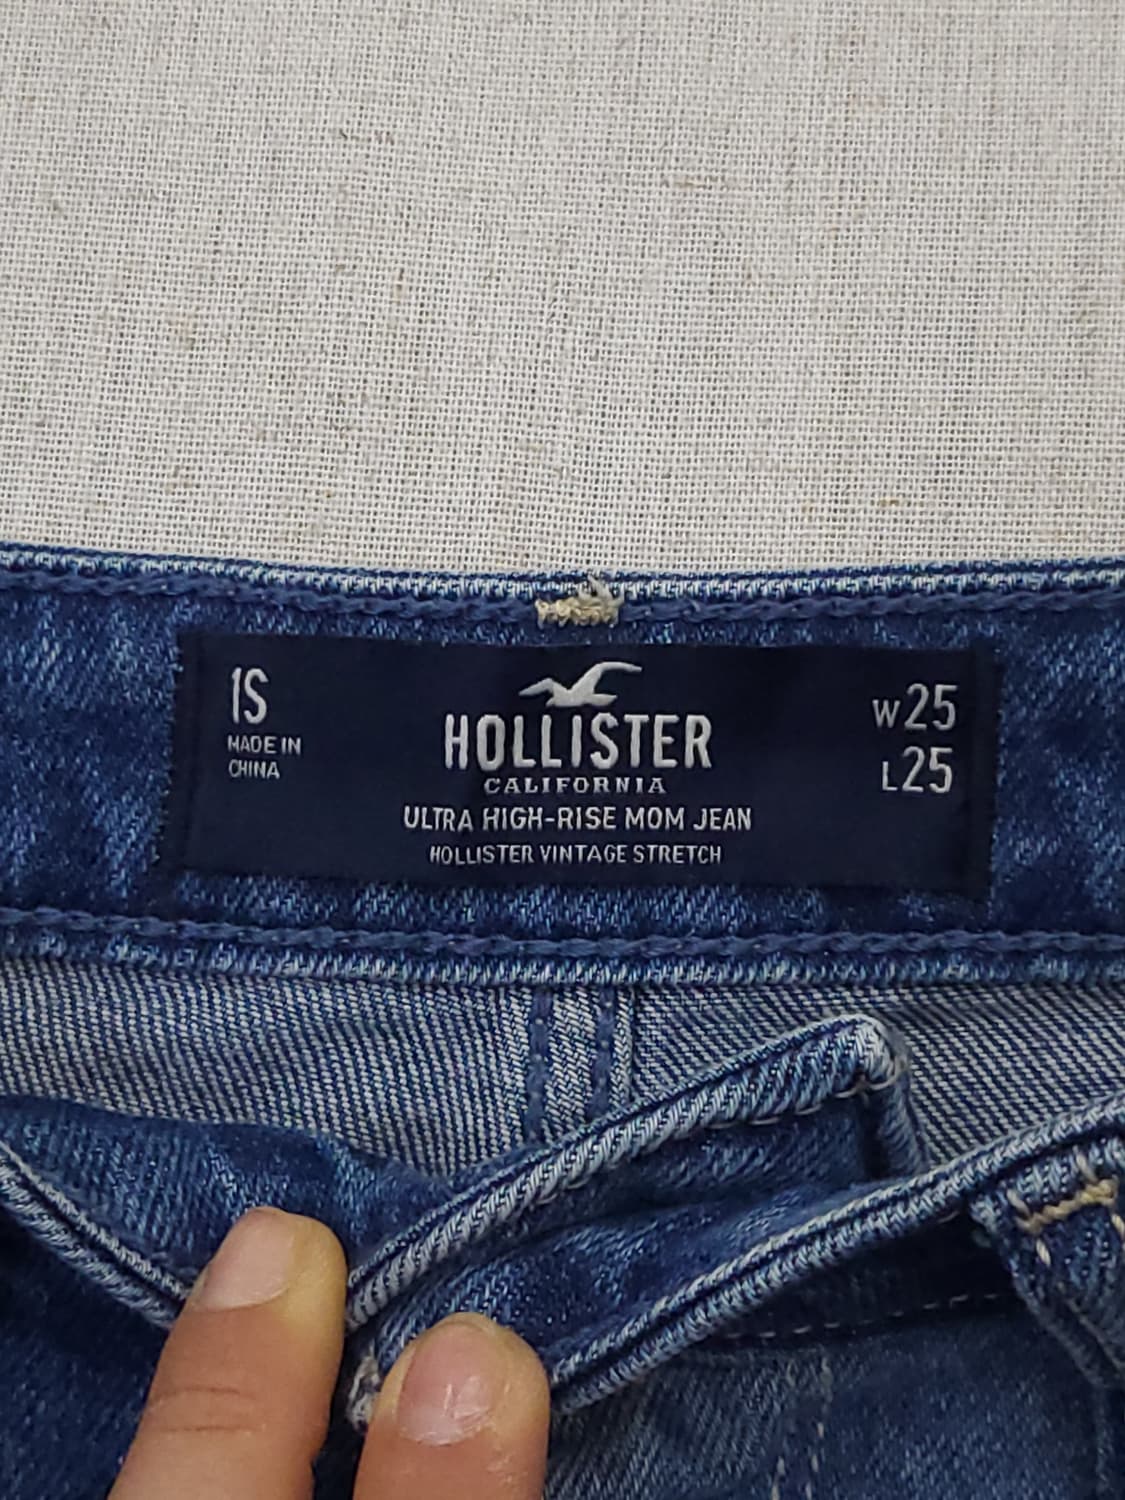 1S
MADE IN
CHINA
HOLLISTER
CALIFORNIA
ULTRA HIGH-RISE MOM JEAN
HOLLISTER VINTAGE STRETCH
W25
L25